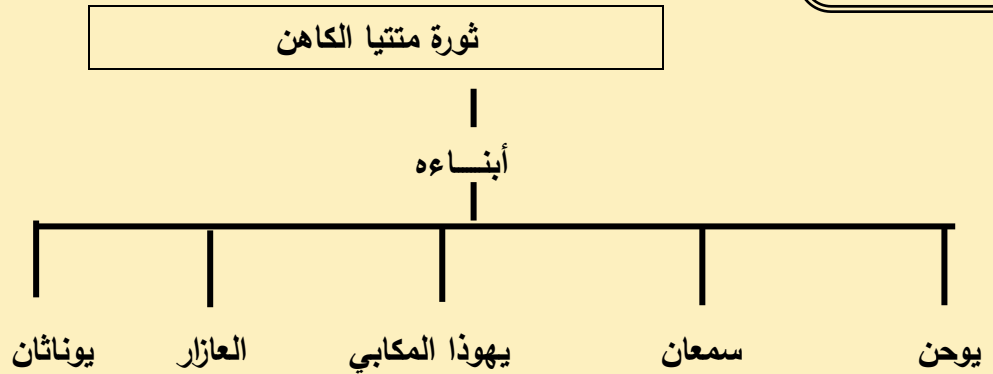 ثورة متتيا الكاهن
أبنـــاءه
يوحن سمعان يهوذا المكابي العازار يوناثان